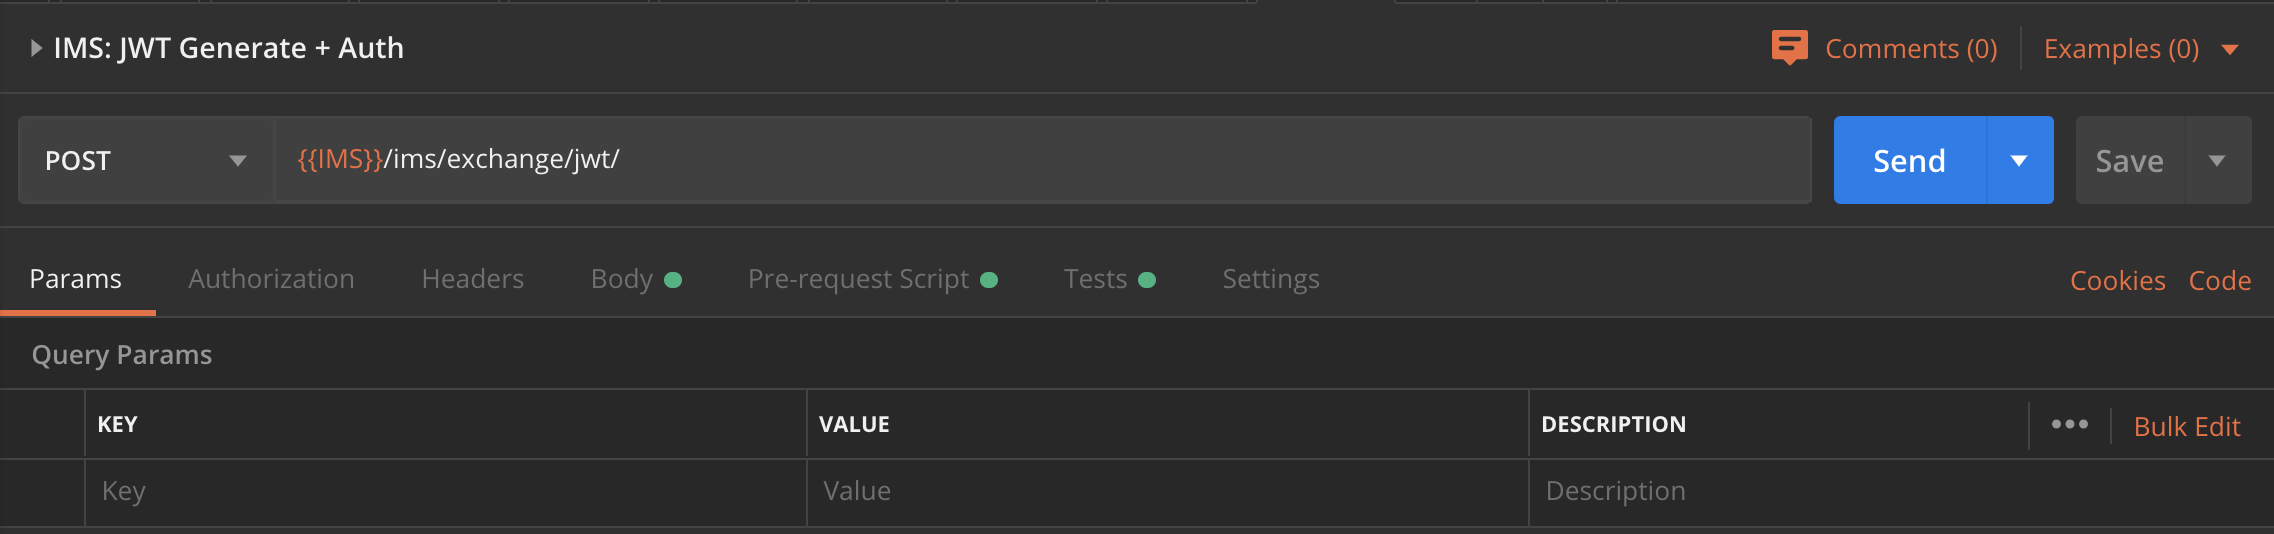 IMS: JWT Generate + Auth
Comments (0)
Examples (0)
POST
{{IMS}}/ims/exchange/jwt/
Send
Save
Params
Authorization
Headers
Body
Pre-request Script
Tests
Settings
Cookies
Code
Query Params
KEY
VALUE
DESCRIPTION
Bulk Edit
Key
Value
Description